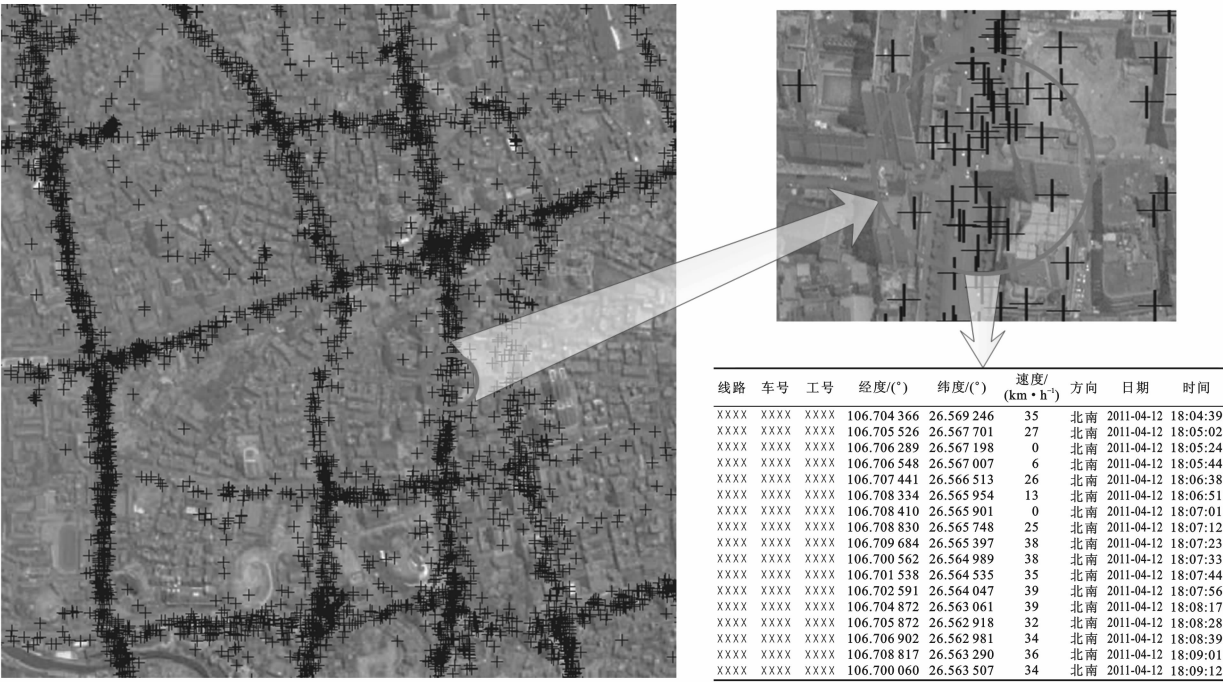 线路 车号 工号 经度/(°) 纬度/(°) 速度/(km·h⁻¹) 方向 日期 时间
XXXX XXXX XXXX 106.704 366 26.569 246 35 北南 2011-04-12 18:04:39
XXXX XXXX XXXX 106.705 526 26.567 701 27 北南 2011-04-12 18:05:02
XXXX XXXX XXXX 106.706 289 26.567 198 0 北南 2011-04-12 18:05:24
XXXX XXXX XXXX 106.706 548 26.567 007 6 北南 2011-04-12 18:05:44
XXXX XXXX XXXX 106.707 441 26.566 513 26 北南 2011-04-12 18:06:38
XXXX XXXX XXXX 106.708 334 26.565 954 13 北南 2011-04-12 18:06:51
XXXX XXXX XXXX 106.708 410 26.565 901 0 北南 2011-04-12 18:07:01
XXXX XXXX XXXX 106.708 830 26.565 748 25 北南 2011-04-12 18:07:12
XXXX XXXX XXXX 106.709 684 26.565 397 38 北南 2011-04-12 18:07:23
XXXX XXXX XXXX 106.700 562 26.564 989 38 北南 2011-04-12 18:07:33
XXXX XXXX XXXX 106.701 538 26.564 535 35 北南 2011-04-12 18:07:44
XXXX XXXX XXXX 106.702 591 26.564 047 39 北南 2011-04-12 18:07:56
XXXX XXXX XXXX 106.704 872 26.563 061 39 北南 2011-04-12 18:08:17
XXXX XXXX XXXX 106.705 872 26.562 918 32 北南 2011-04-12 18:08:28
XXXX XXXX XXXX 106.706 902 26.562 981 34 北南 2011-04-12 18:08:39
XXXX XXXX XXXX 106.708 817 26.563 290 36 北南 2011-04-12 18:09:01
XXXX XXXX XXXX 106.700 060 26.563 507 34 北南 2011-04-12 18:09:12